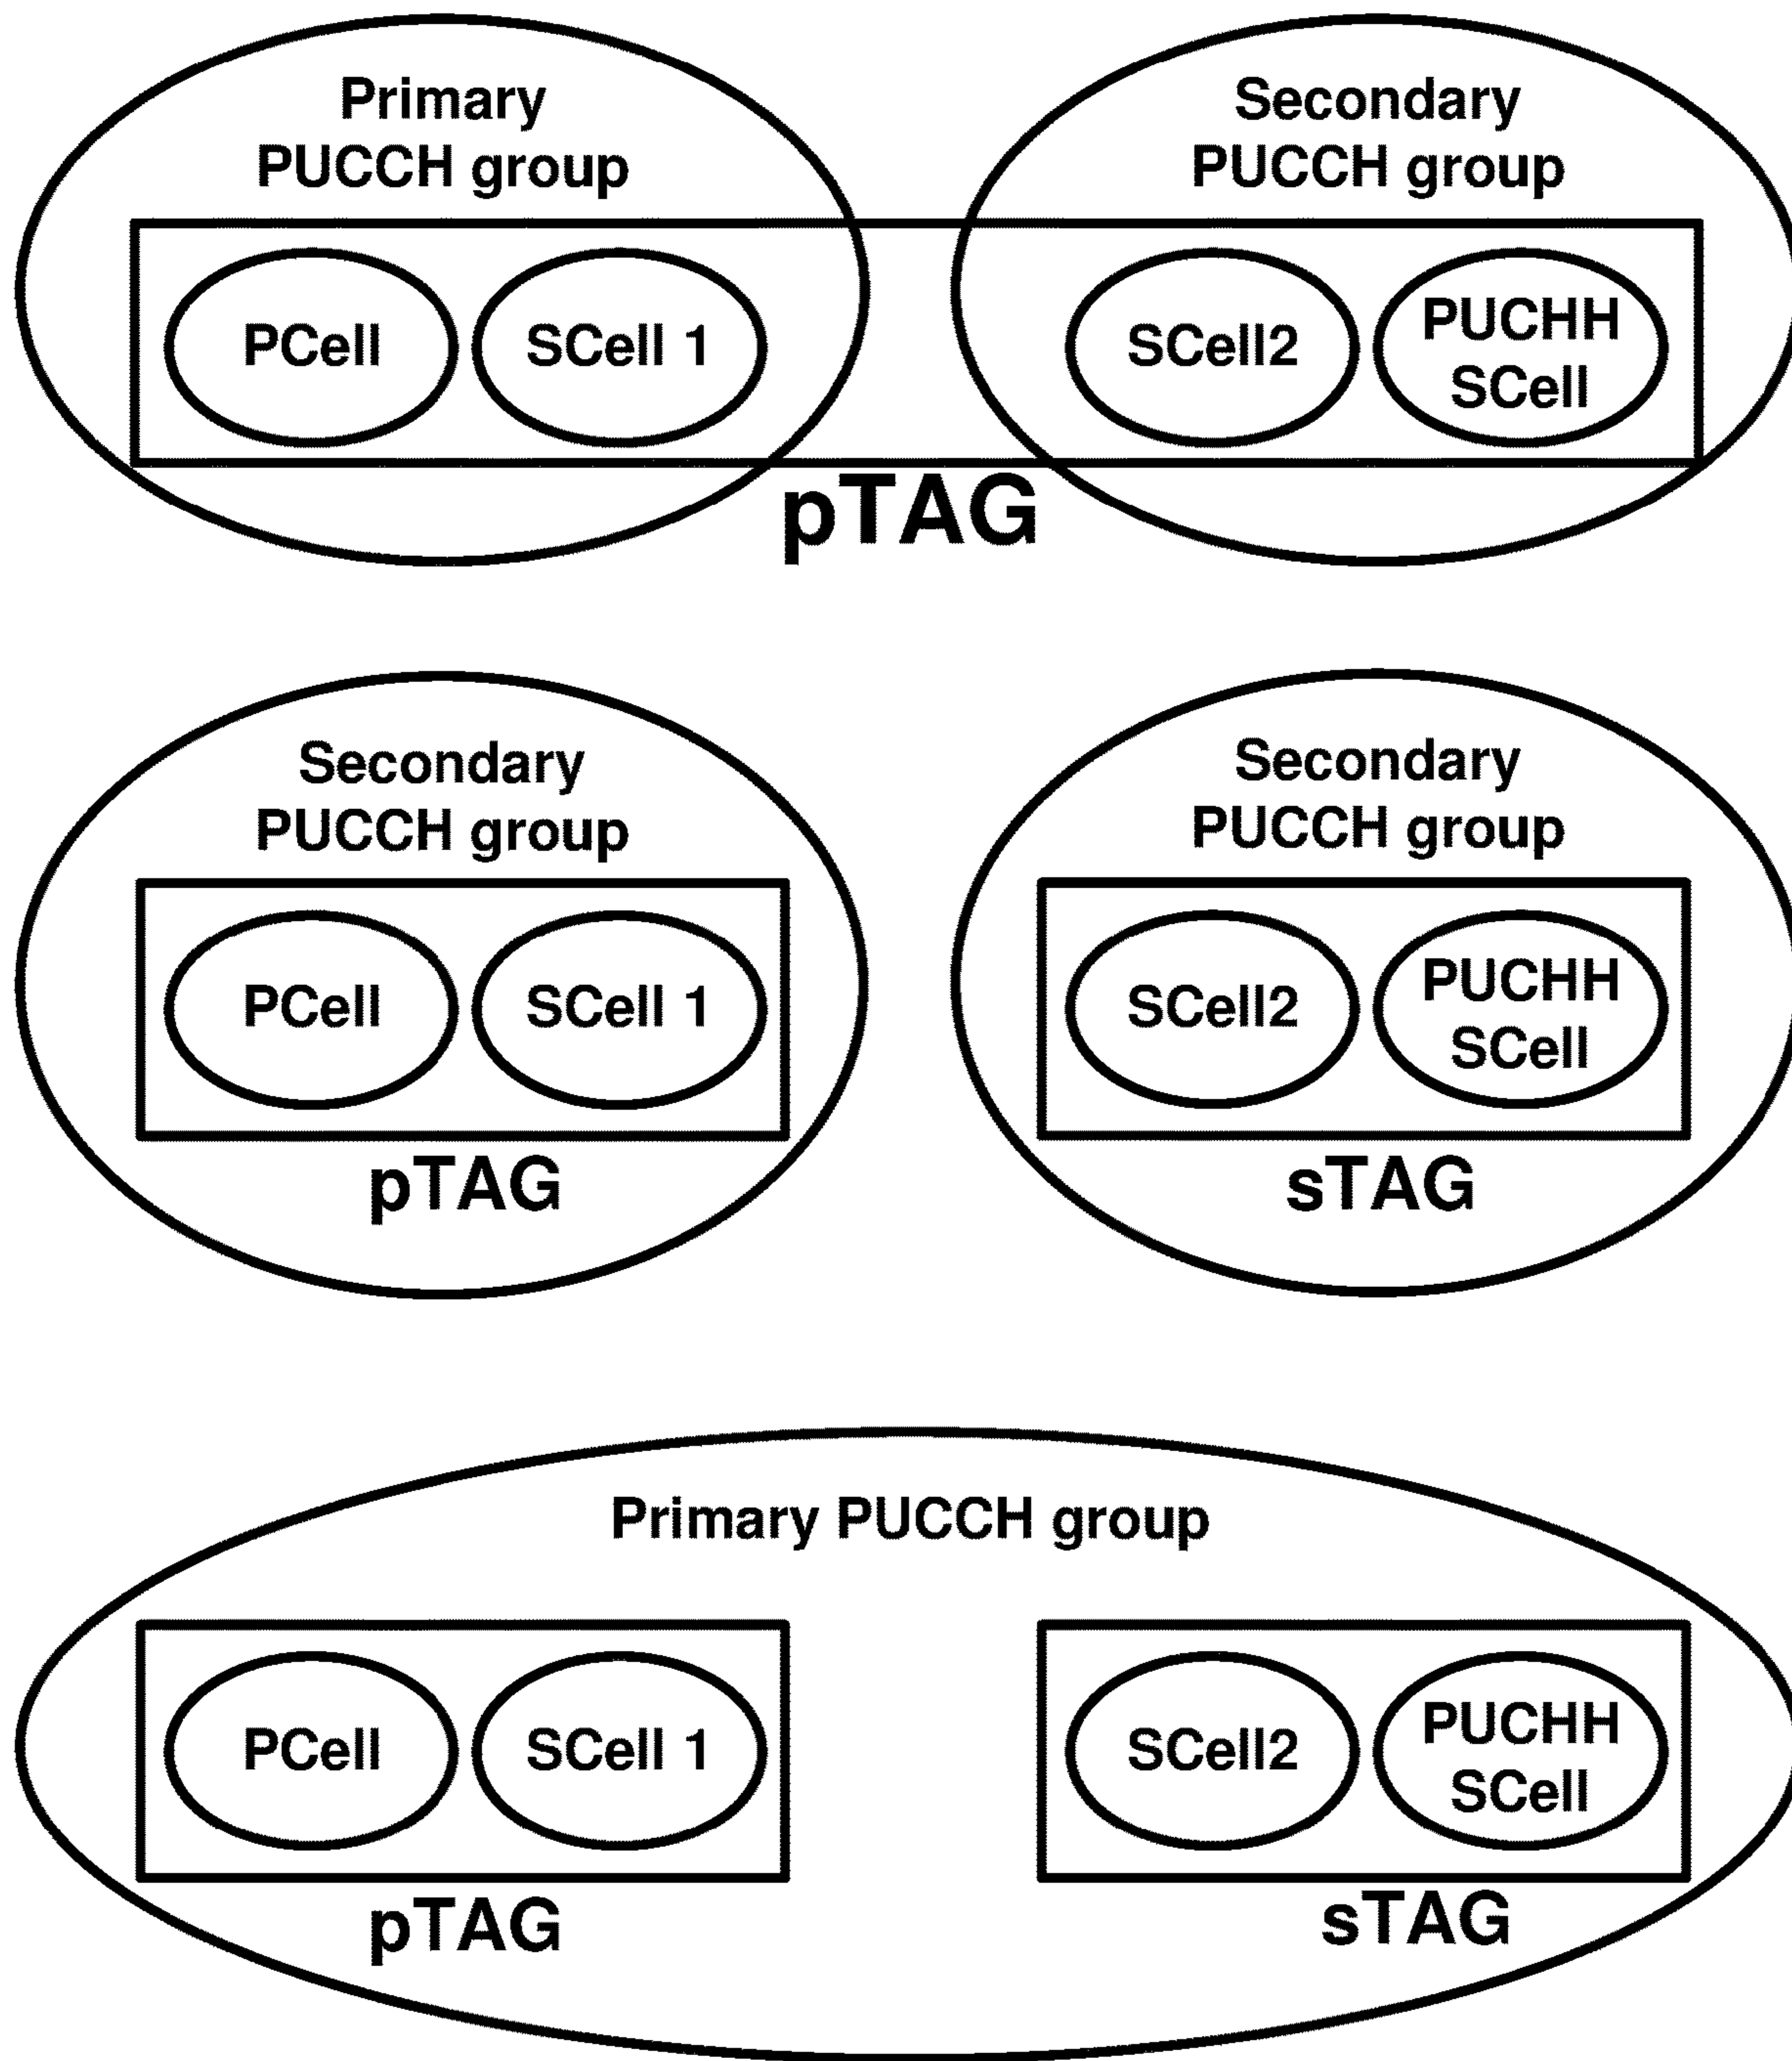 Primary
PUCCH group
Secondary
PUCCH group
PCell
SCell 1
SCell2
PUCHH
SCell
pTAG
Secondary
PUCCH group
Secondary
PUCCH group
PCell
SCell 1
SCell2
PUCHH
SCell
pTAG
sTAG
Primary PUCCH group
PCell
SCell 1
SCell2
PUCHH
SCell
pTAG
sTAG